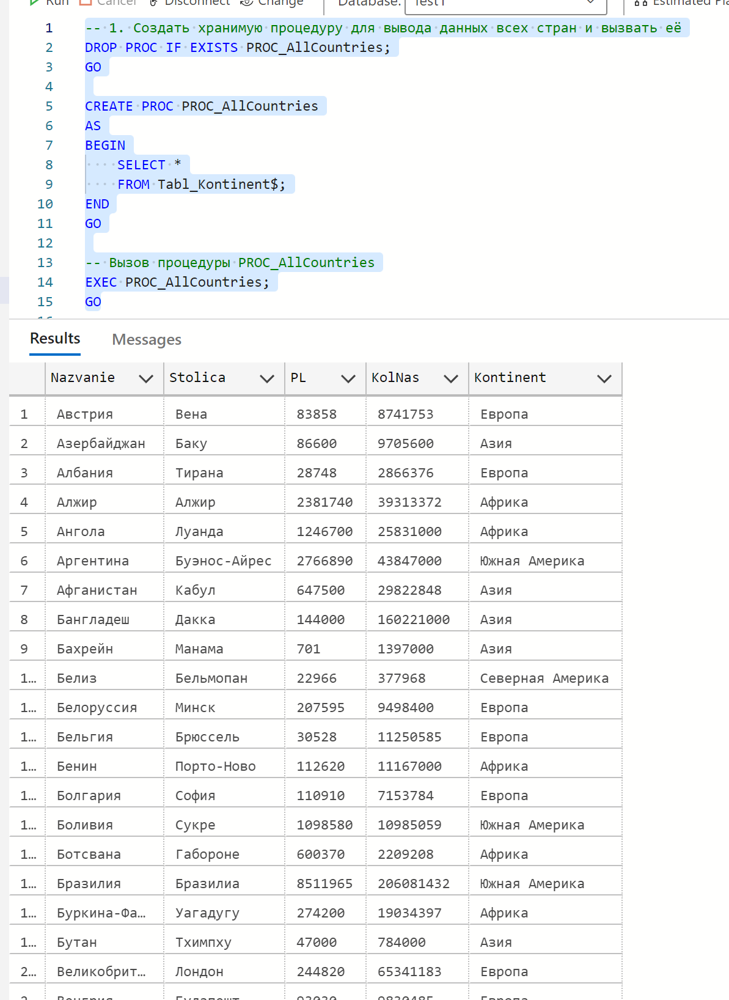 Run Cancel Disconnect Change Database: Test1 Estimated Pla
1 -- 1. Создать хранимую процедуру для вывода данных всех стран и вызвать её
2 DROP PROC IF EXISTS PROC_AllCountries;
3 GO
4
5 CREATE PROC PROC_AllCountries
6 AS
7 BEGIN
8 SELECT *
9 FROM Tabl_Kontinent$;
10 END
11 GO
12
13 -- Вызов процедуры PROC_AllCountries
14 EXEC PROC_AllCountries;
15 GO
Results Messages
Nazvanie Stolica PL KolNas Kontinent
1 Австрия Вена 83858 8741753 Европа
2 Азербайджан Баку 86600 9705600 Азия
3 Албания Тирана 28748 2866376 Европа
4 Алжир Алжир 2381740 39313372 Африка
5 Ангола Луанда 1246700 25831000 Африка
6 Аргентина Буэнос-Айрес 2766890 43847000 Южная Америка
7 Афганистан Кабул 647500 29822848 Азия
8 Бангладеш Дакка 144000 160221000 Азия
9 Бахрейн Манама 701 1397000 Азия
1… Белиз Бельмопан 22966 377968 Северная Америка
1… Белоруссия Минск 207595 9498400 Европа
1… Бельгия Брюссель 30528 11250585 Европа
1… Бенин Порто-Ново 112620 11167000 Африка
1… Болгария София 110910 7153784 Европа
1… Боливия Сукре 1098580 10985059 Южная Америка
1… Ботсвана Габороне 600370 2209208 Африка
1… Бразилия Бразилиа 8511965 206081432 Южная Америка
1… Буркина-Фа… Уагадугу 274200 19034397 Африка
1… Бутан Тхимпху 47000 784000 Азия
2… Великобрит… Лондон 244820 65341183 Европа
2… Венгрия Будапешт 93030 9830485 Европа